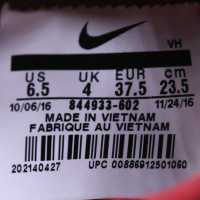 VH
US UK EUR cm
6.5 4 37.5 23.5
10/06/16 844933-602 11/24/16
MADE IN VIETNAM
FABRIQUE AU VIETNAM
202140427 UPC 00886912501060